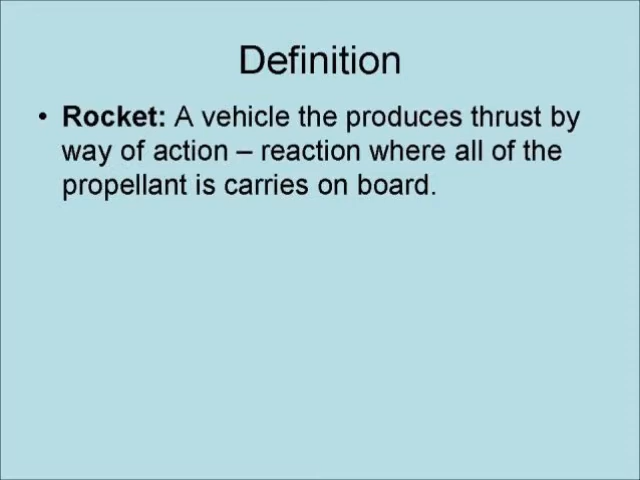 Definition
• Rocket: A vehicle the produces thrust by
way of action – reaction where all of the
propellant is carries on board.